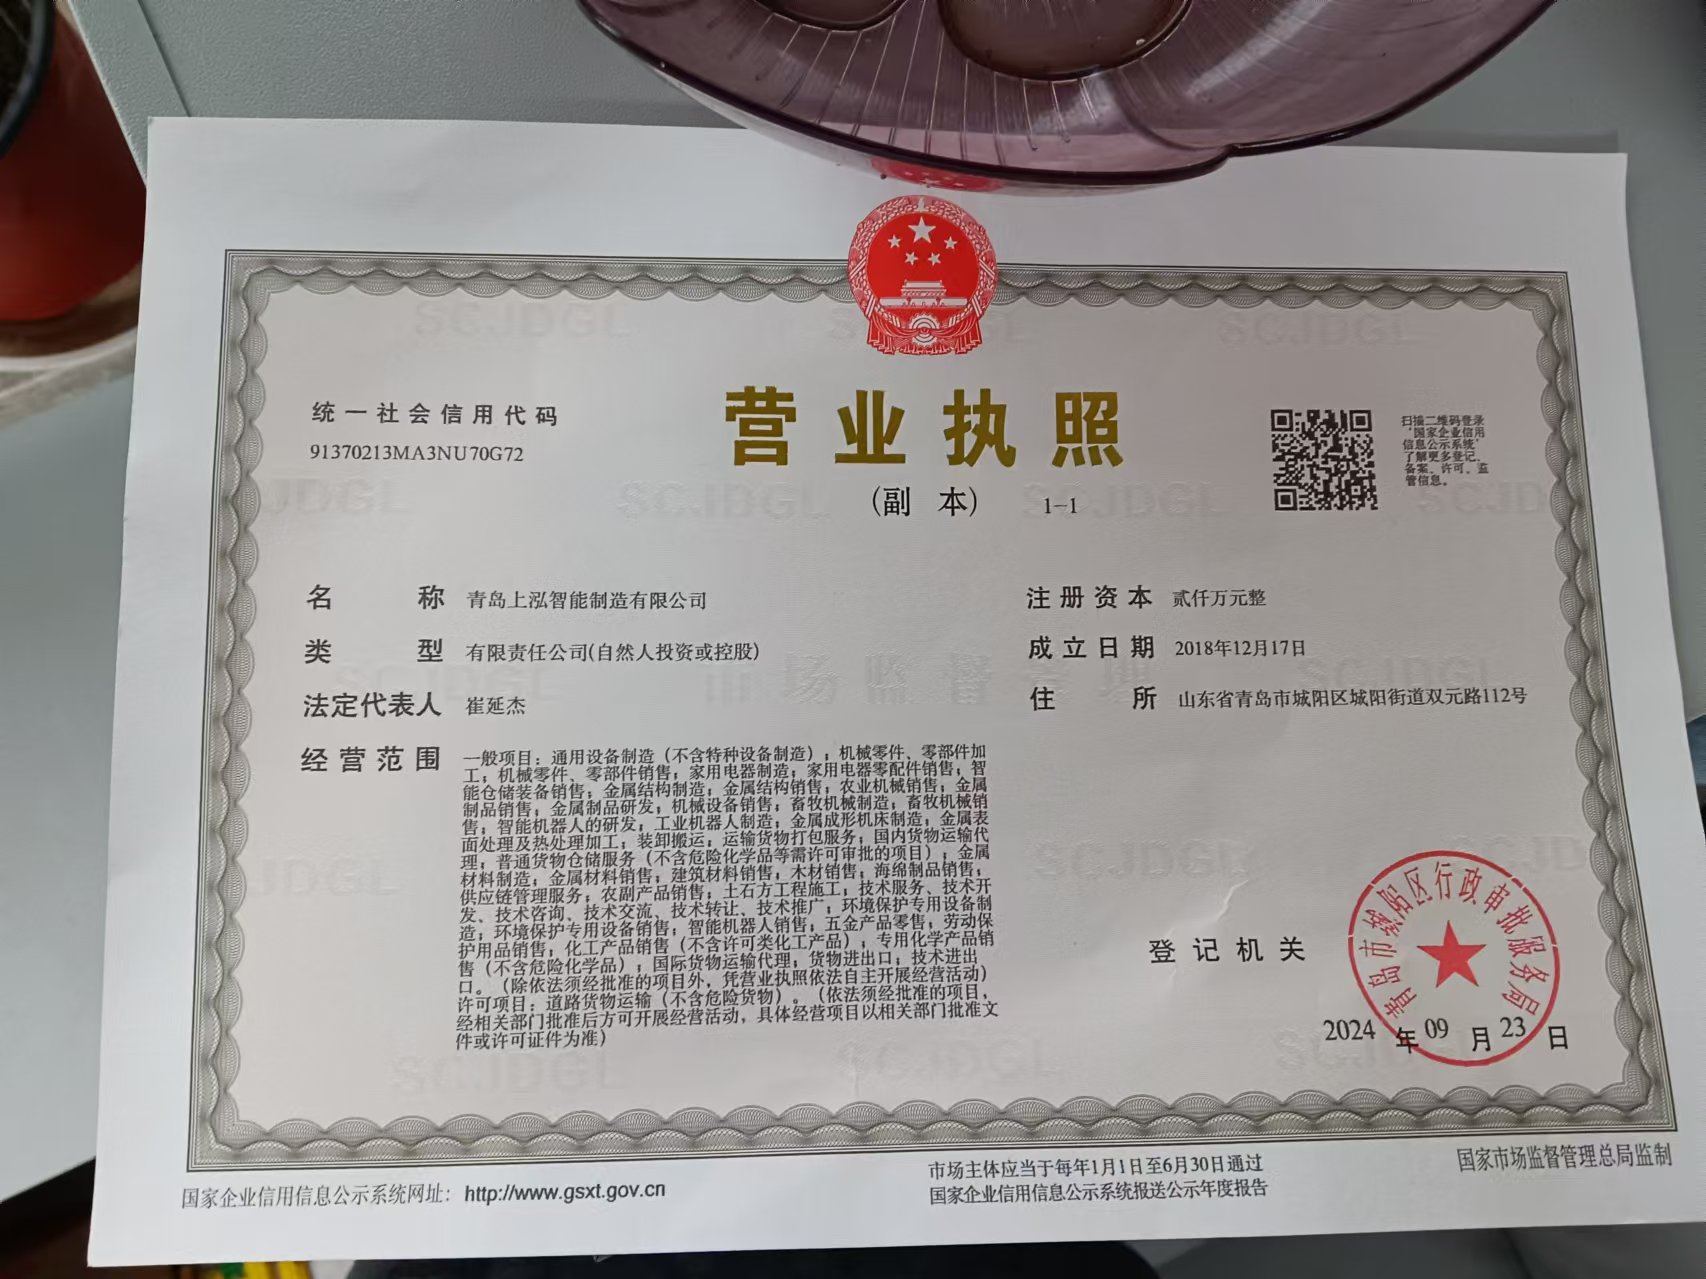 统一社会信用代码
91370213MA3NU70G72
营业执照
(副 本) 1-1
扫描二维码登录
'国家企业信用
信息公示系统'
了解更多登记、
备案、许可、监
管信息。
名称 青岛上泓智能制造有限公司
类型 有限责任公司(自然人投资或控股)
法定代表人 崔延杰
经营范围 一般项目：通用设备制造（不含特种设备制造）；机械零件、零部件加
工；机械零件、零部件销售；家用电器制造；家用电器零配件销售；智
能仓储装备销售；金属结构制造；金属结构销售；农业机械销售；金属
制品销售；金属制品研发；机械设备销售；畜牧机械制造；畜牧机械销
售；智能机器人的研发；工业机器人制造；金属成形机床制造；金属表
面处理及热处理加工；装卸搬运；运输货物打包服务；国内货物运输代
理；普通货物仓储服务（不含危险化学品等需许可审批的项目）；金属
材料制造；金属材料销售；建筑材料销售；木材销售；海绵制品销售；
供应链管理服务；农副产品销售；土石方工程施工；技术服务、技术开
发、技术咨询、技术交流、技术转让、技术推广；环境保护专用设备制
造；环境保护专用设备销售；智能机器人销售；五金产品零售；劳动保
护用品销售；化工产品销售（不含许可类化工产品）；专用化学产品销
售（不含危险化学品）；国际货物运输代理；货物进出口；技术进出
口。（除依法须经批准的项目外，凭营业执照依法自主开展经营活动）
许可项目：道路货物运输（不含危险货物）。（依法须经批准的项目，
经相关部门批准后方可开展经营活动，具体经营项目以相关部门批准文
件或许可证件为准）
注册资本 贰仟万元整
成立日期 2018年12月17日
住所 山东省青岛市城阳区城阳街道双元路112号
登记机关
青岛市城阳区行政审批服务局
2024 年 09 月 23 日
国家企业信用信息公示系统网址：http://www.gsxt.gov.cn
市场主体应当于每年1月1日至6月30日通过
国家企业信用信息公示系统报送公示年度报告
国家市场监督管理总局监制